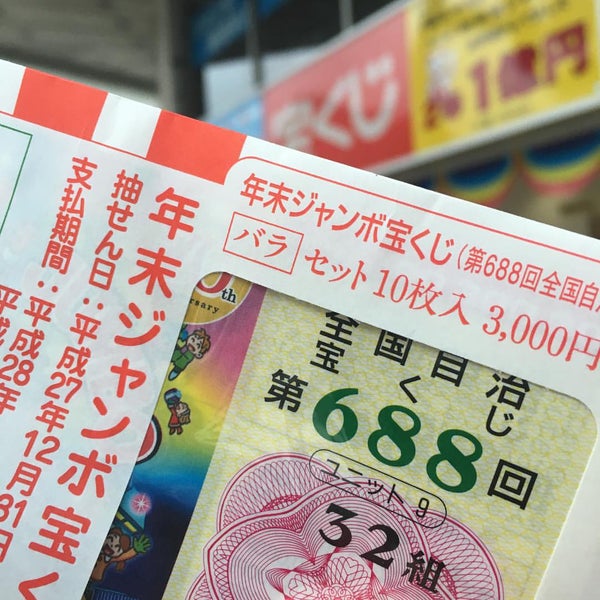 宝くじ
1億円
年末ジャンボ宝くじ(第688回全国自
バラ セット10枚入 3,000円
年末ジャンボ宝く
抽せん日:平成27年12月31日
支払期間:平成28年
th
ersary
全国自治
宝くじ
第688回
ユニット 9
32組